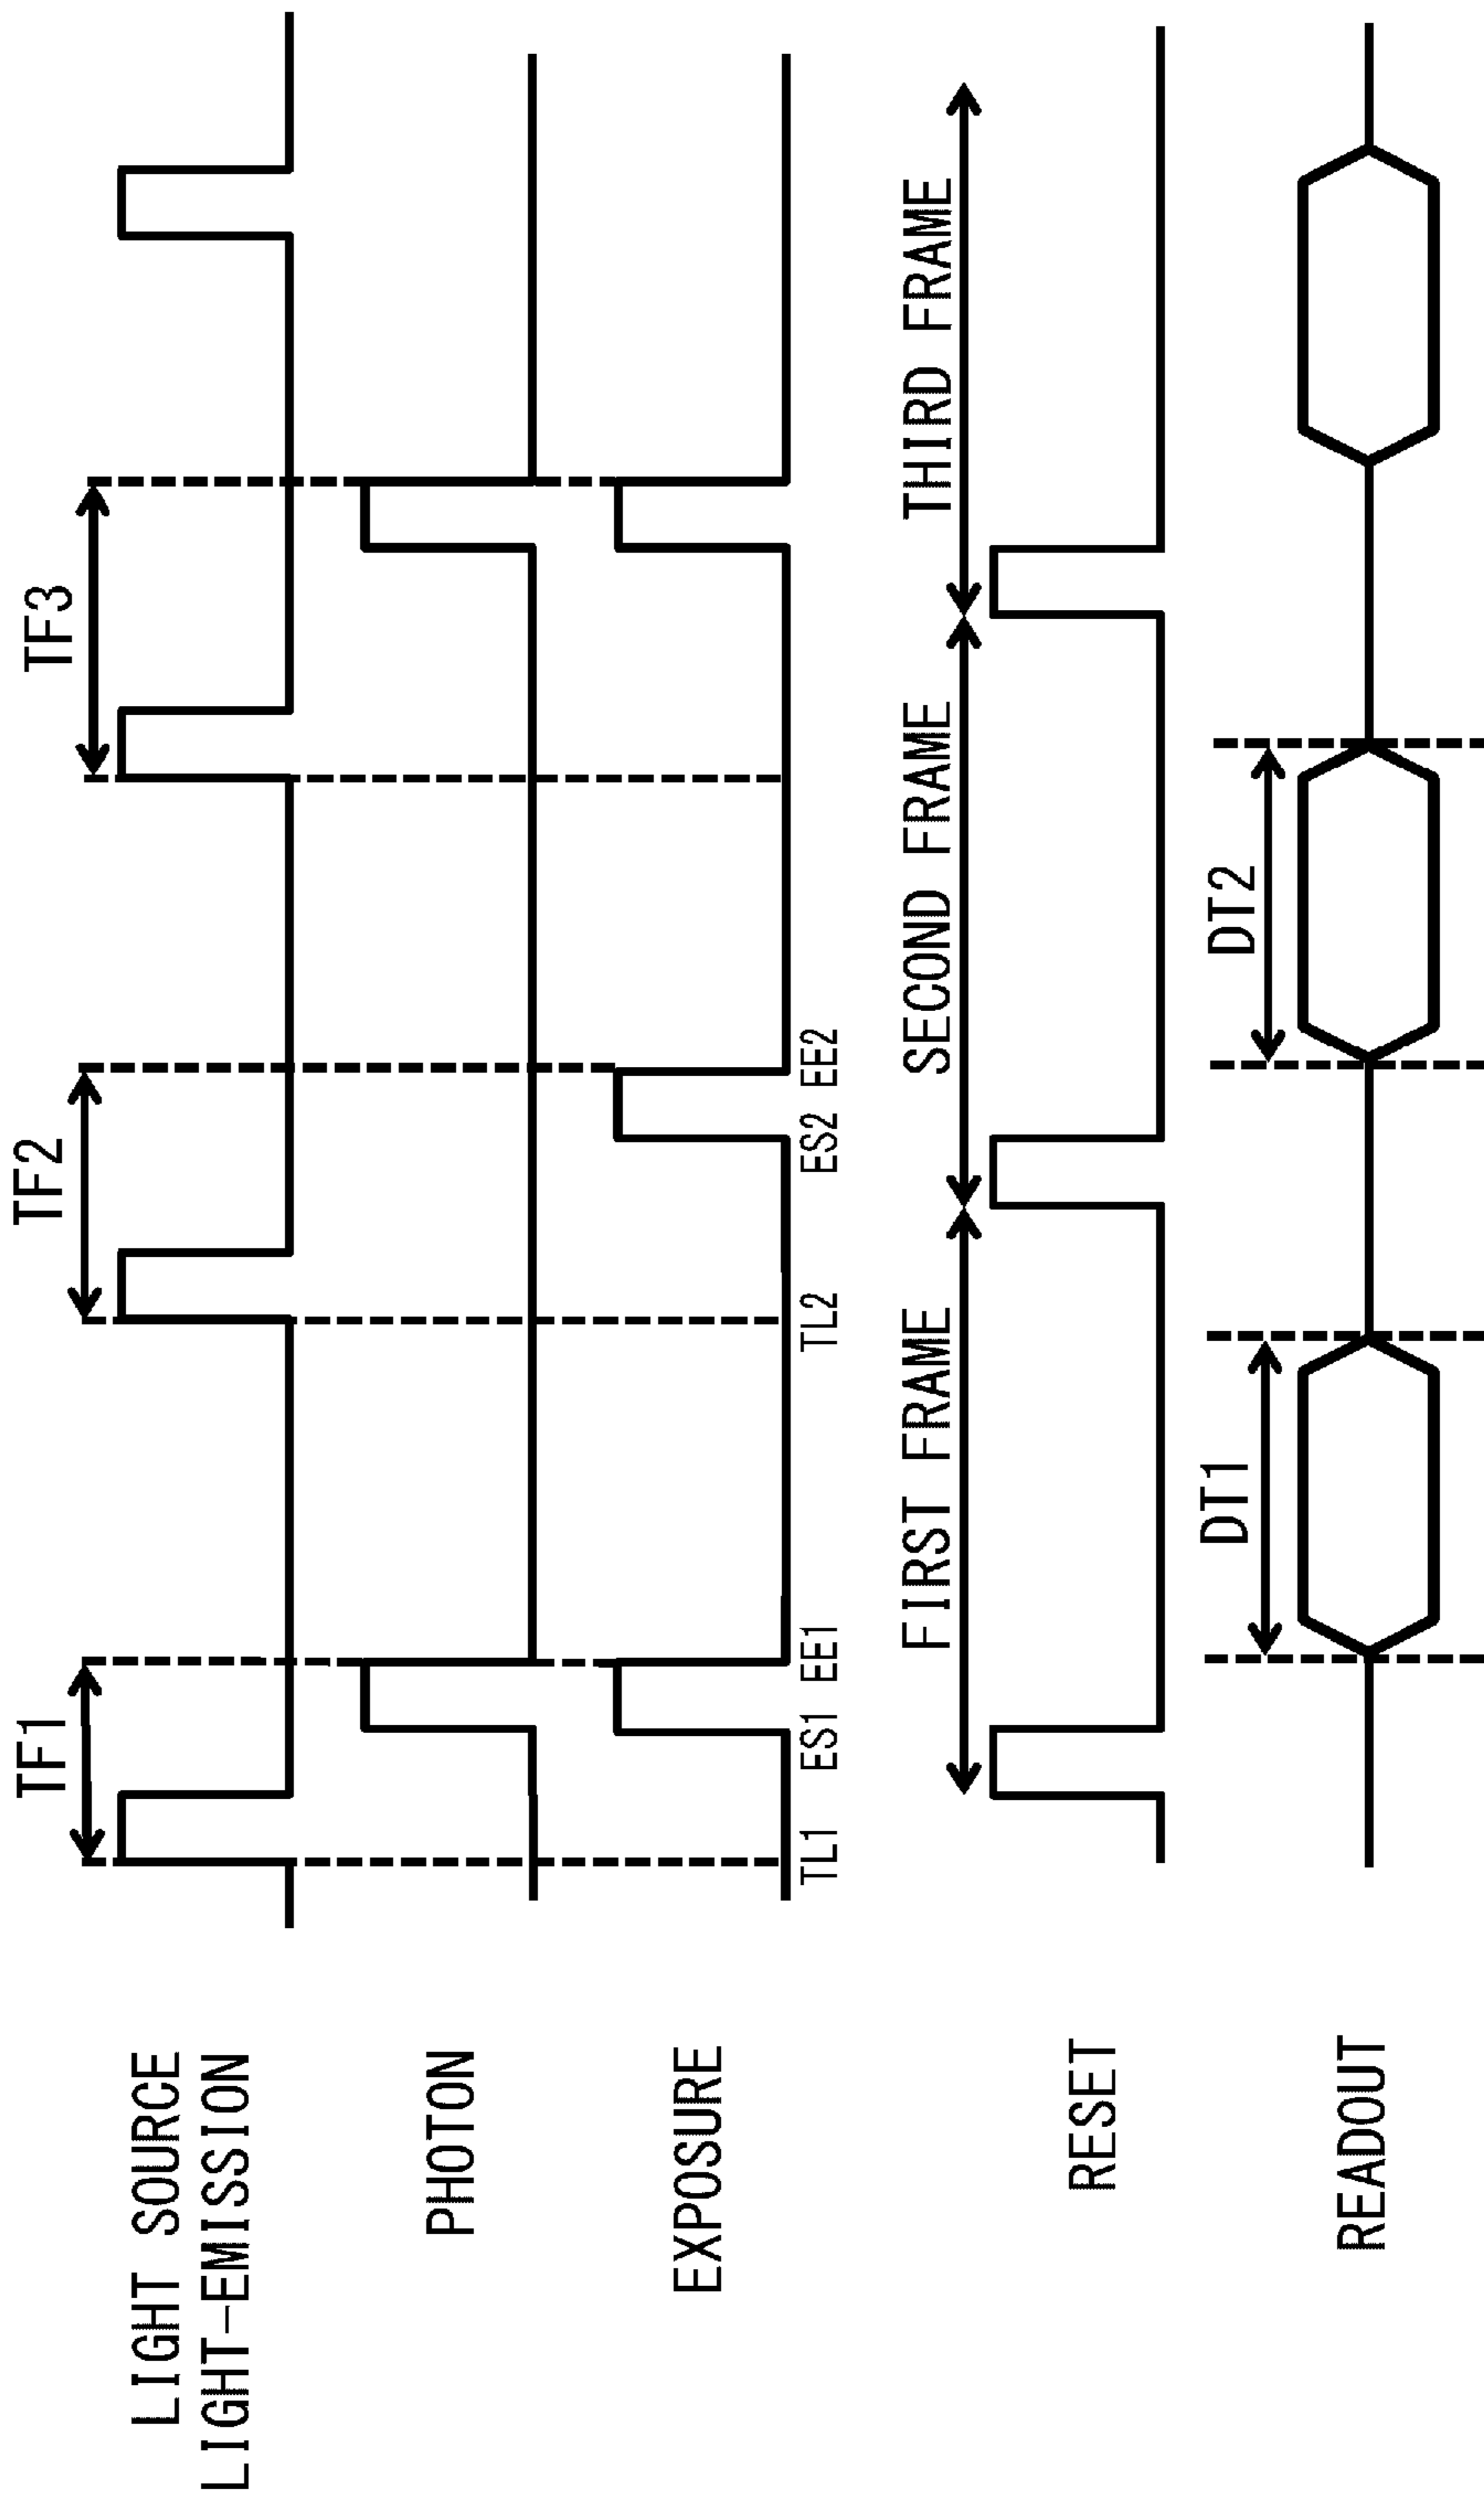 TF1 TF2 TF3
LIGHT SOURCE
LIGHT-EMISSION
PHOTON
EXPOSURE
TL1 ES1 EE1 TL2 ES2 EE2
FIRST FRAME SECOND FRAME THIRD FRAME
RESET
DT1 DT2
READOUT